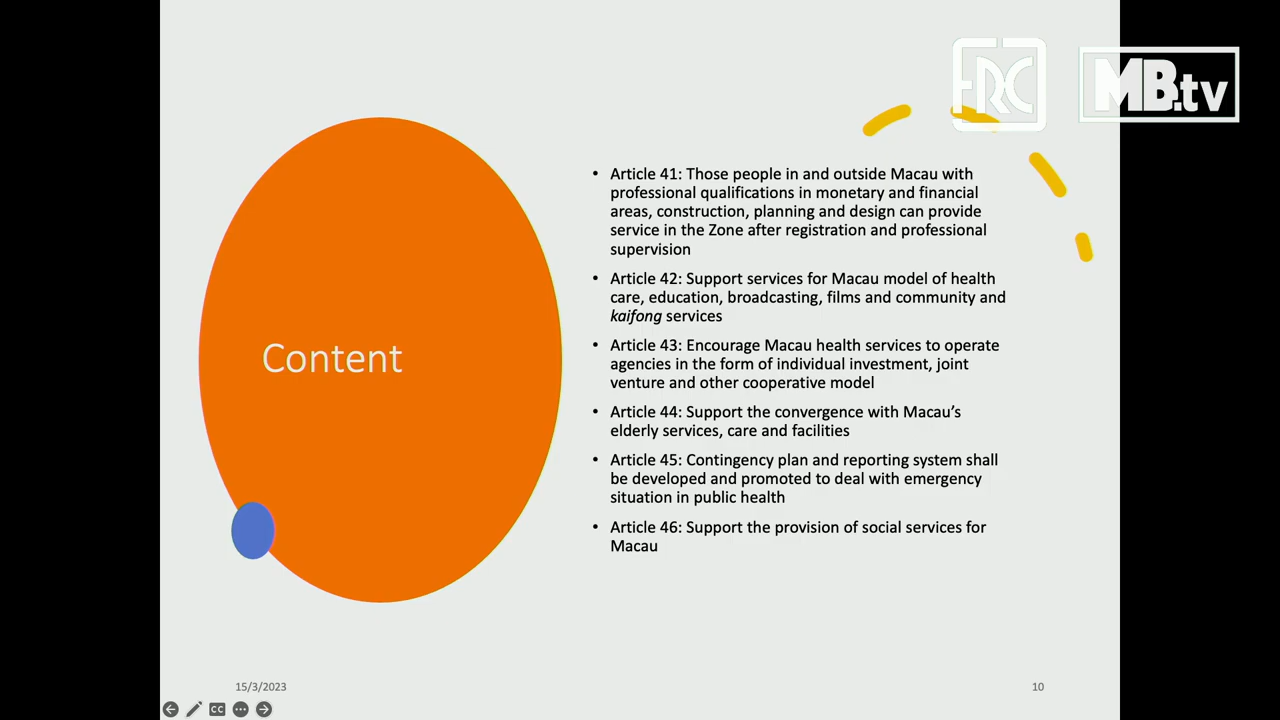 FRC
MB.tv
Content
• Article 41: Those people in and outside Macau with
professional qualifications in monetary and financial
areas, construction, planning and design can provide
service in the Zone after registration and professional
supervision
• Article 42: Support services for Macau model of health
care, education, broadcasting, films and community and
kaifong services
• Article 43: Encourage Macau health services to operate
agencies in the form of individual investment, joint
venture and other cooperative model
• Article 44: Support the convergence with Macau’s
elderly services, care and facilities
• Article 45: Contingency plan and reporting system shall
be developed and promoted to deal with emergency
situation in public health
• Article 46: Support the provision of social services for
Macau
15/3/2023
10
CC